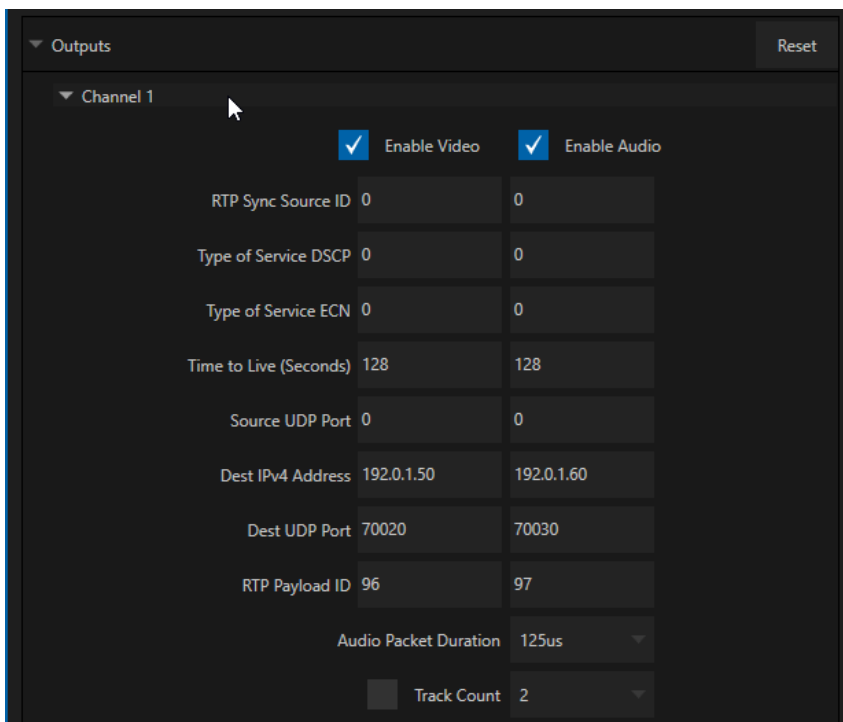 Outputs Reset
Channel 1
Enable Video Enable Audio
RTP Sync Source ID 0 0
Type of Service DSCP 0 0
Type of Service ECN 0 0
Time to Live (Seconds) 128 128
Source UDP Port 0 0
Dest IPv4 Address 192.0.1.50 192.0.1.60
Dest UDP Port 70020 70030
RTP Payload ID 96 97
Audio Packet Duration 125us
Track Count 2